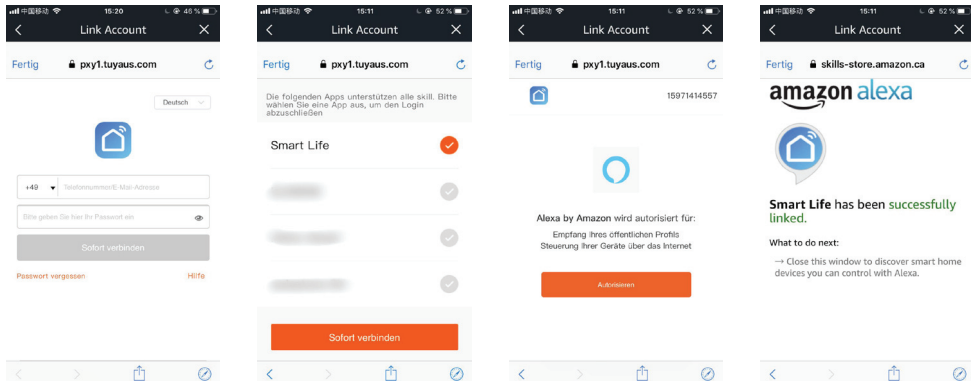 中国移动 15:20 46 %
Link Account
Fertig pxy1.tuyaus.com
Deutsch
+49 Telefonnummer/E-Mail-Adresse
Bitte geben Sie hier Ihr Passwort ein
Sofort verbinden
Passwort vergessen Hilfe
中国移动 15:11 52 %
Link Account
Fertig pxy1.tuyaus.com
Die folgenden Apps unterstützen alle skill. Bitte
wählen Sie eine App aus, um den Login
abzuschließen
Smart Life
Sofort verbinden
中国移动 15:11 52 %
Link Account
Fertig pxy1.tuyaus.com
15971414557
Alexa by Amazon wird autorisiert für:
Empfang Ihres öffentlichen Profils
Steuerung Ihrer Geräte über das Internet
Autorisieren
中国移动 15:11 52 %
Link Account
Fertig skills-store.amazon.ca
amazon alexa
Smart Life has been successfully
linked.
What to do next:
→ Close this window to discover smart home
devices you can control with Alexa.